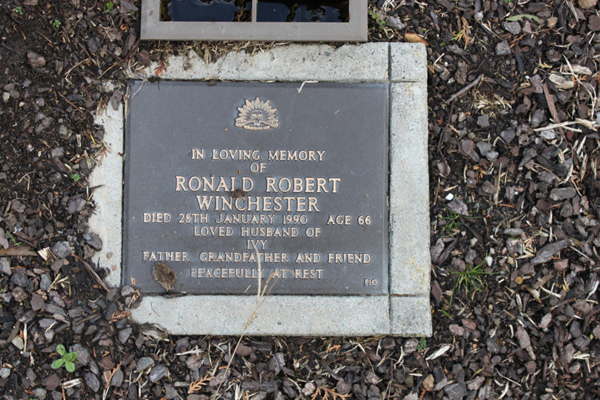 IN LOVING MEMORY
OF
RONALD ROBERT
WINCHESTER
DIED 28TH JANUARY 1990 AGE 66
LOVED HUSBAND OF
IVY
FATHER GRANDFATHER AND FRIEND
PEACEFULLY AT REST